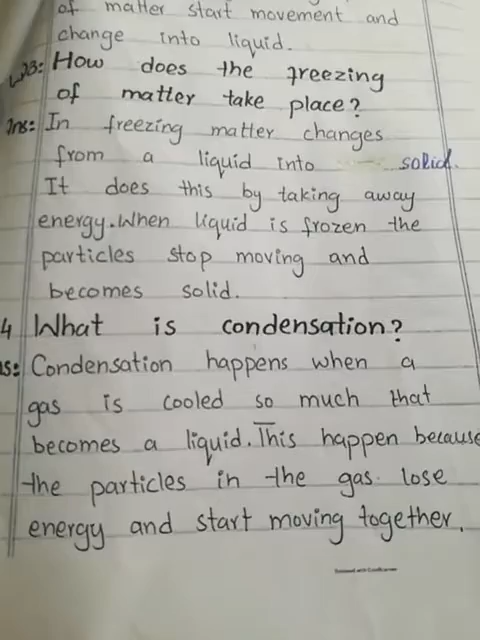 of matter start movement and
change into liquid.
Q3: How does the freezing
of matter take place?
Ans: In freezing matter changes
from a liquid into solid.
It does this by taking away
energy. When liquid is frozen the
particles stop moving and
becomes solid.
4 What is condensation?
s: Condensation happens when a
gas is cooled so much that
becomes a liquid. This happen because
the particles in the gas. lose
energy and start moving together.
Scanned with CamScanner